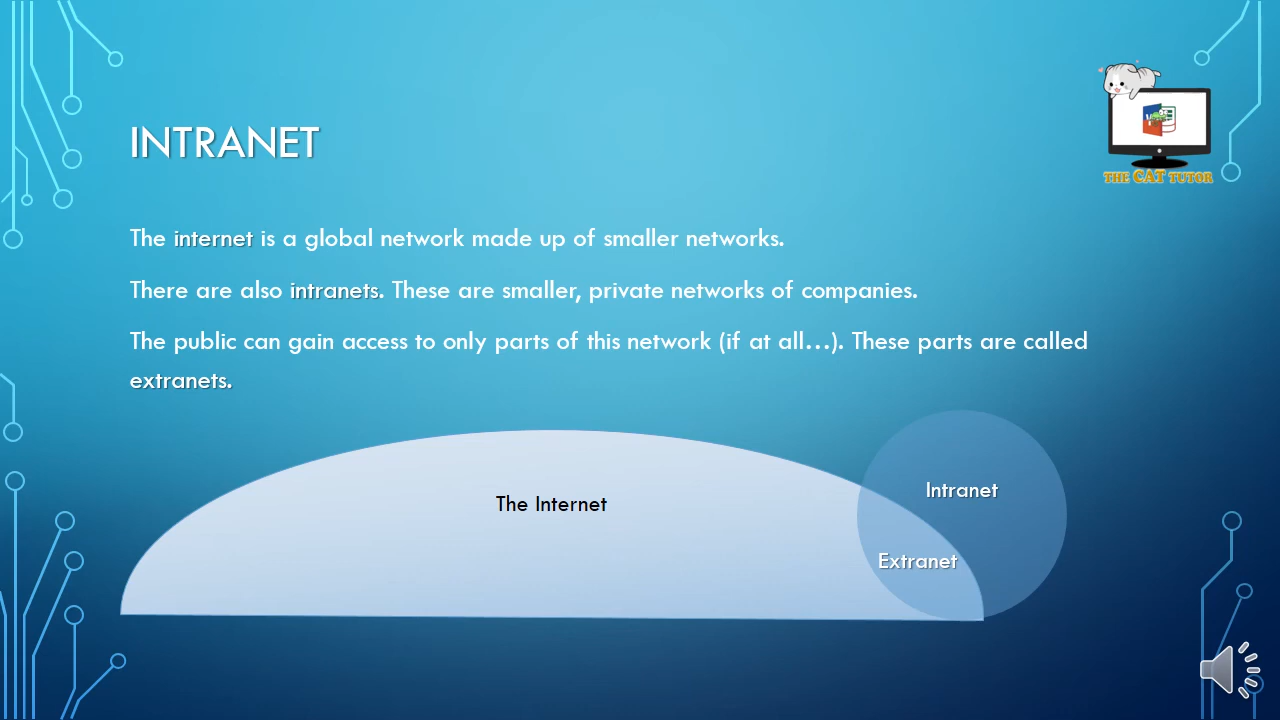 INTRANET
THE CAT TUTOR
The internet is a global network made up of smaller networks.
There are also intranets. These are smaller, private networks of companies.
The public can gain access to only parts of this network (if at all…). These parts are called
extranets.
The Internet
Intranet
Extranet